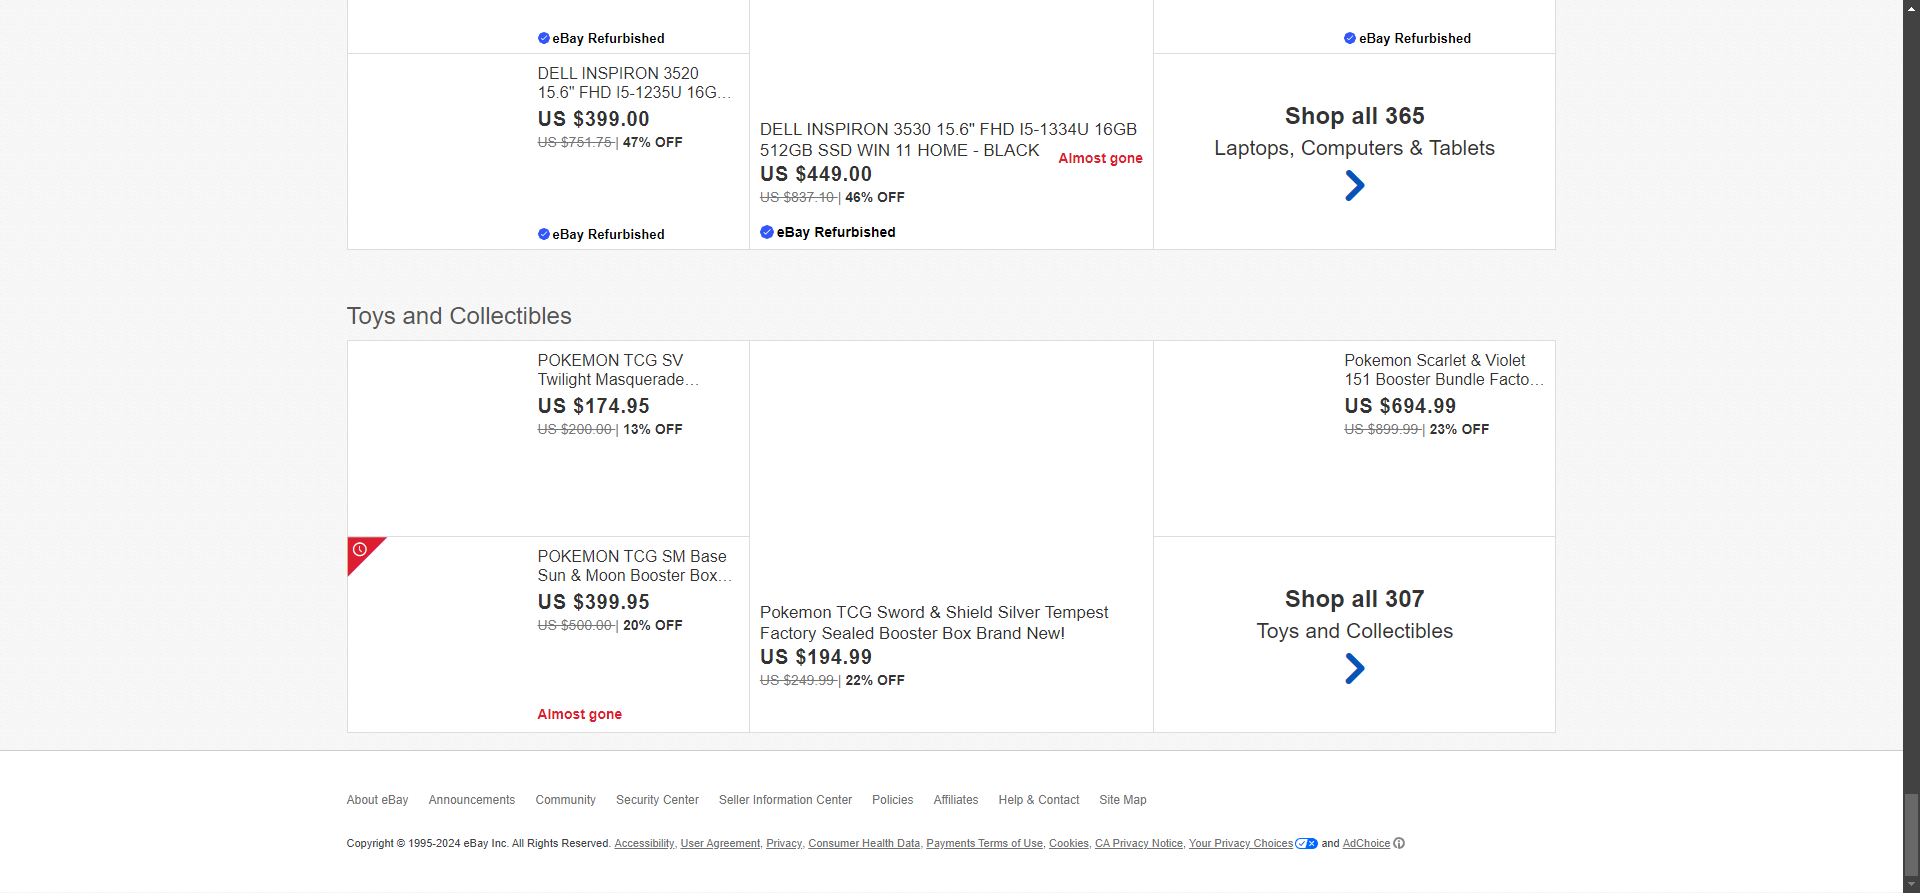 eBay Refurbished
DELL INSPIRON 3520
15.6" FHD I5-1235U 16G...
US $399.00
US $751.75 | 47% OFF
eBay Refurbished
DELL INSPIRON 3530 15.6" FHD I5-1334U 16GB
512GB SSD WIN 11 HOME - BLACK
Almost gone
US $449.00
US $837.10 | 46% OFF
eBay Refurbished
eBay Refurbished
Shop all 365
Laptops, Computers & Tablets
Toys and Collectibles
POKEMON TCG SV
Twilight Masquerade...
US $174.95
US $200.00 | 13% OFF
POKEMON TCG SM Base
Sun & Moon Booster Box...
US $399.95
US $500.00 | 20% OFF
Almost gone
Pokemon TCG Sword & Shield Silver Tempest
Factory Sealed Booster Box Brand New!
US $194.99
US $249.99 | 22% OFF
Pokemon Scarlet & Violet
151 Booster Bundle Facto...
US $694.99
US $899.99 | 23% OFF
Shop all 307
Toys and Collectibles
About eBay Announcements Community Security Center Seller Information Center Policies Affiliates Help & Contact Site Map
Copyright © 1995-2024 eBay Inc. All Rights Reserved. Accessibility, User Agreement, Privacy, Consumer Health Data, Payments Terms of Use, Cookies, CA Privacy Notice, Your Privacy Choices and AdChoice